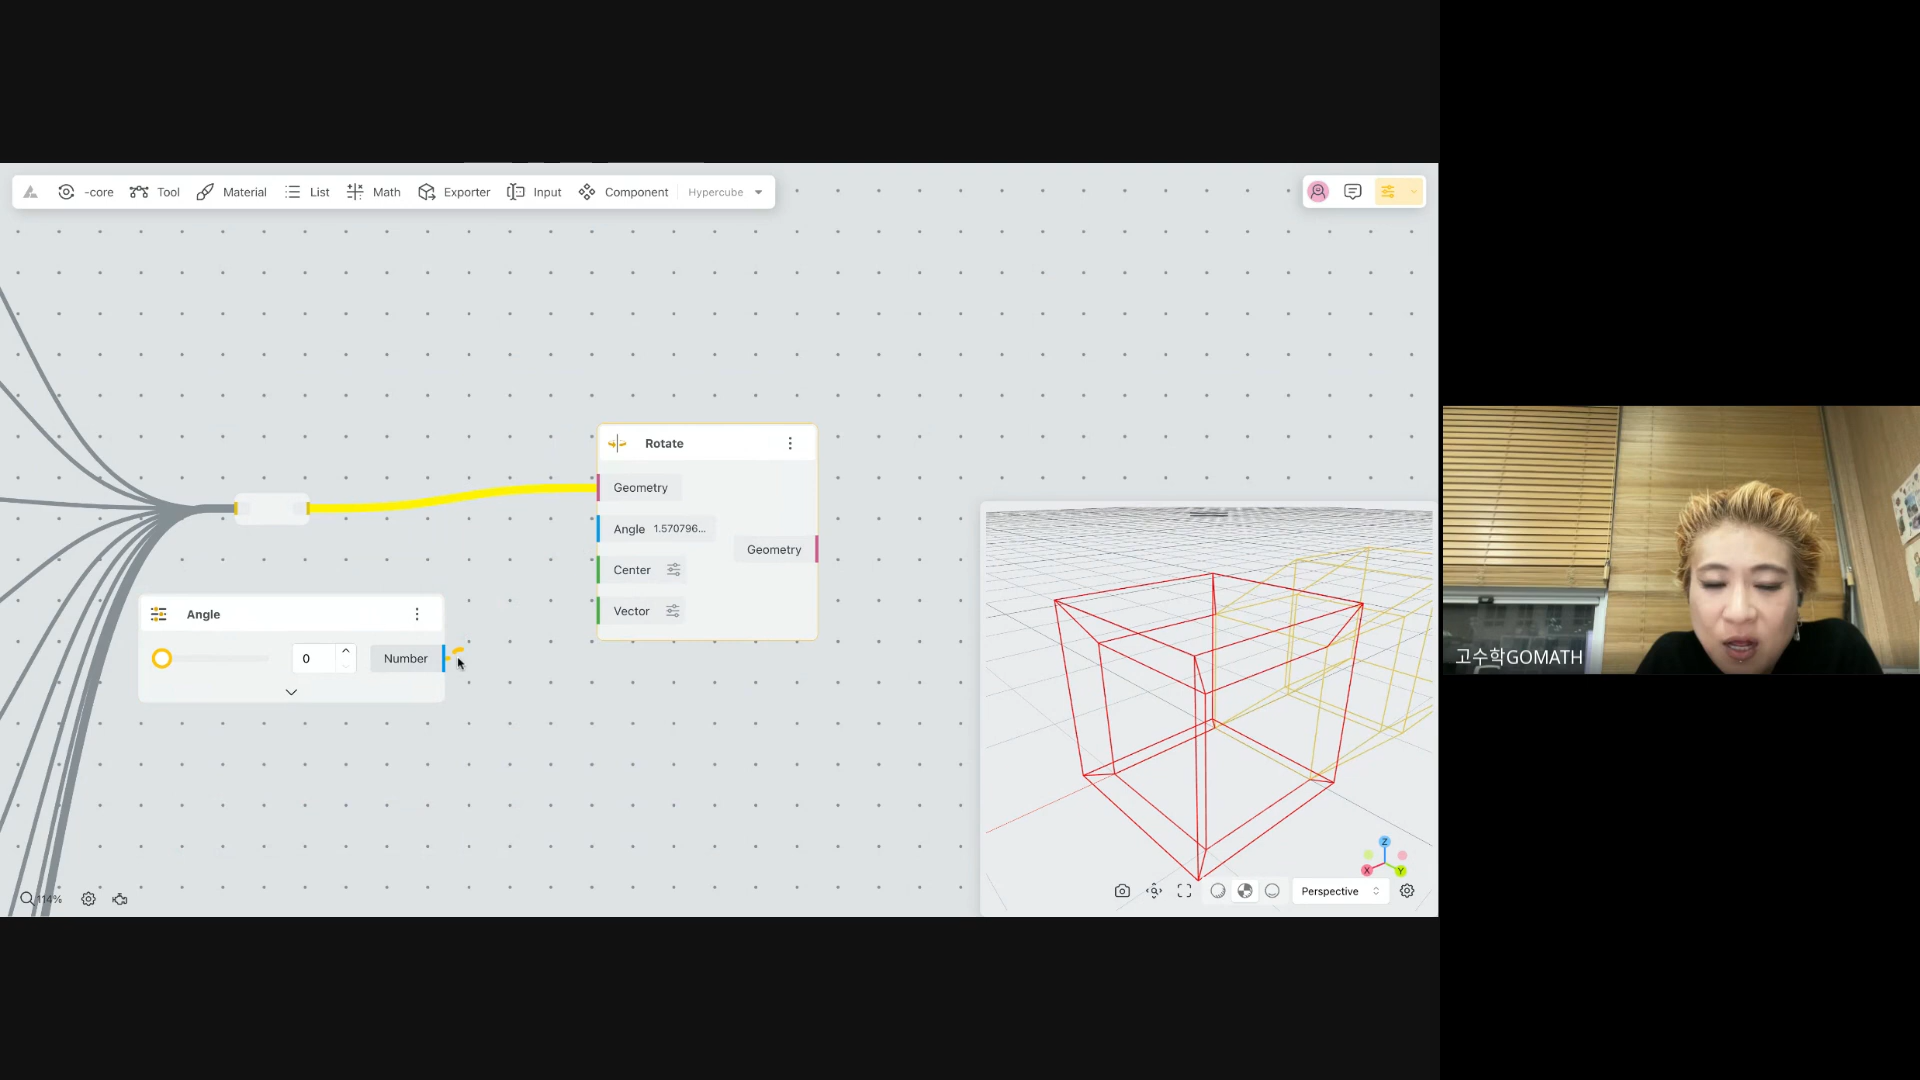 -core Tool Material List Math Exporter Input Component Hypercube
Rotate
Geometry
Angle 1.570796...
Geometry
Center
Vector
Angle
0 Number
114%
Z
X Y
Perspective
고수학GOMATH